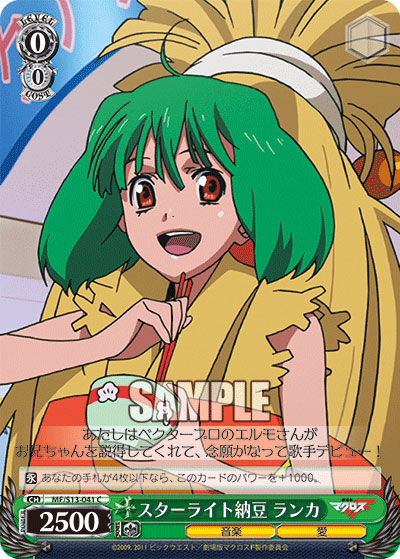 LEVEL
0
0
COST
SAMPLE
あたしはベクタープロのエルモさんが
お兄ちゃんを説得してくれて、念願がなって歌手デビュー!
永 あなたの手札が4枚以下なら、このカードのパワーを+1000。
CH MF/S13-041 C
2500 スターライト納豆 ランカ
マクロス
音楽 愛
©2009, 2011 ビックウエスト/劇場版マクロスF製作委員会